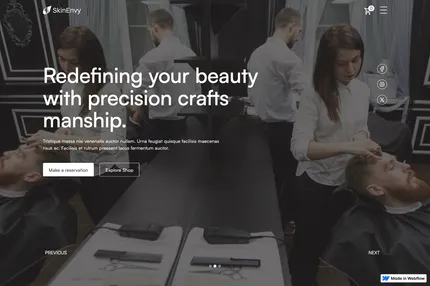 SkinEnvy
0
Redefining your beauty
with precision crafts
manship.
Tristique massa nisi venenatis auctor nullam. Urna feugiat quisque facilisis maecenas
risus ac. Facilisis et rutrum praesent lacus fermentum auctor.
Make a reservation
Explore Shop
PREVIOUS
NEXT
Made in Webflow